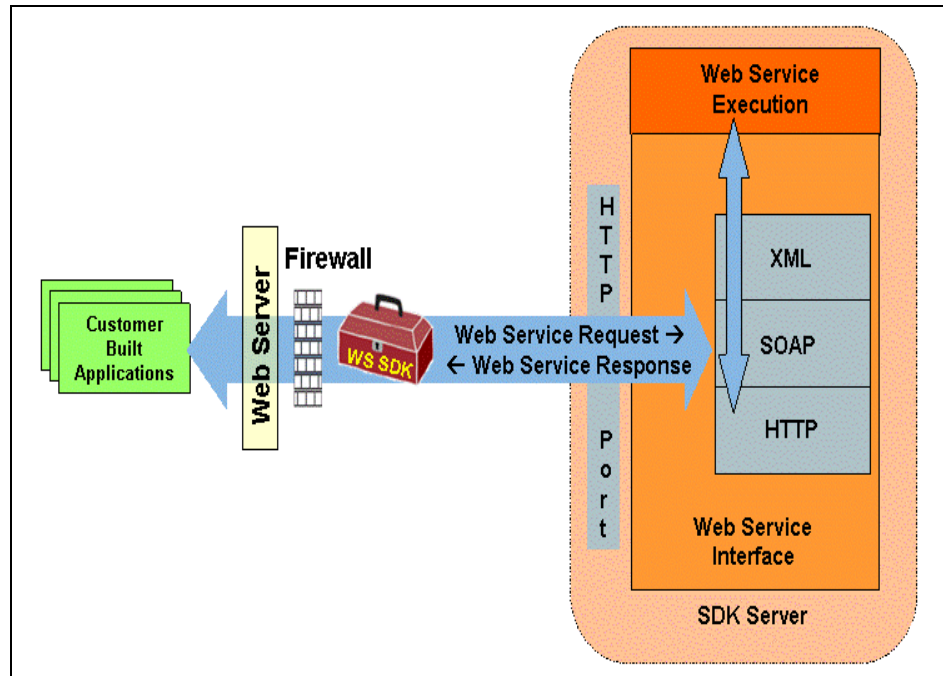 Customer
Built
Applications
Web Server
Firewall
WS SDK
Web Service Request →
← Web Service Response
HTTP Port
Web Service
Execution
XML
SOAP
HTTP
Web Service
Interface
SDK Server